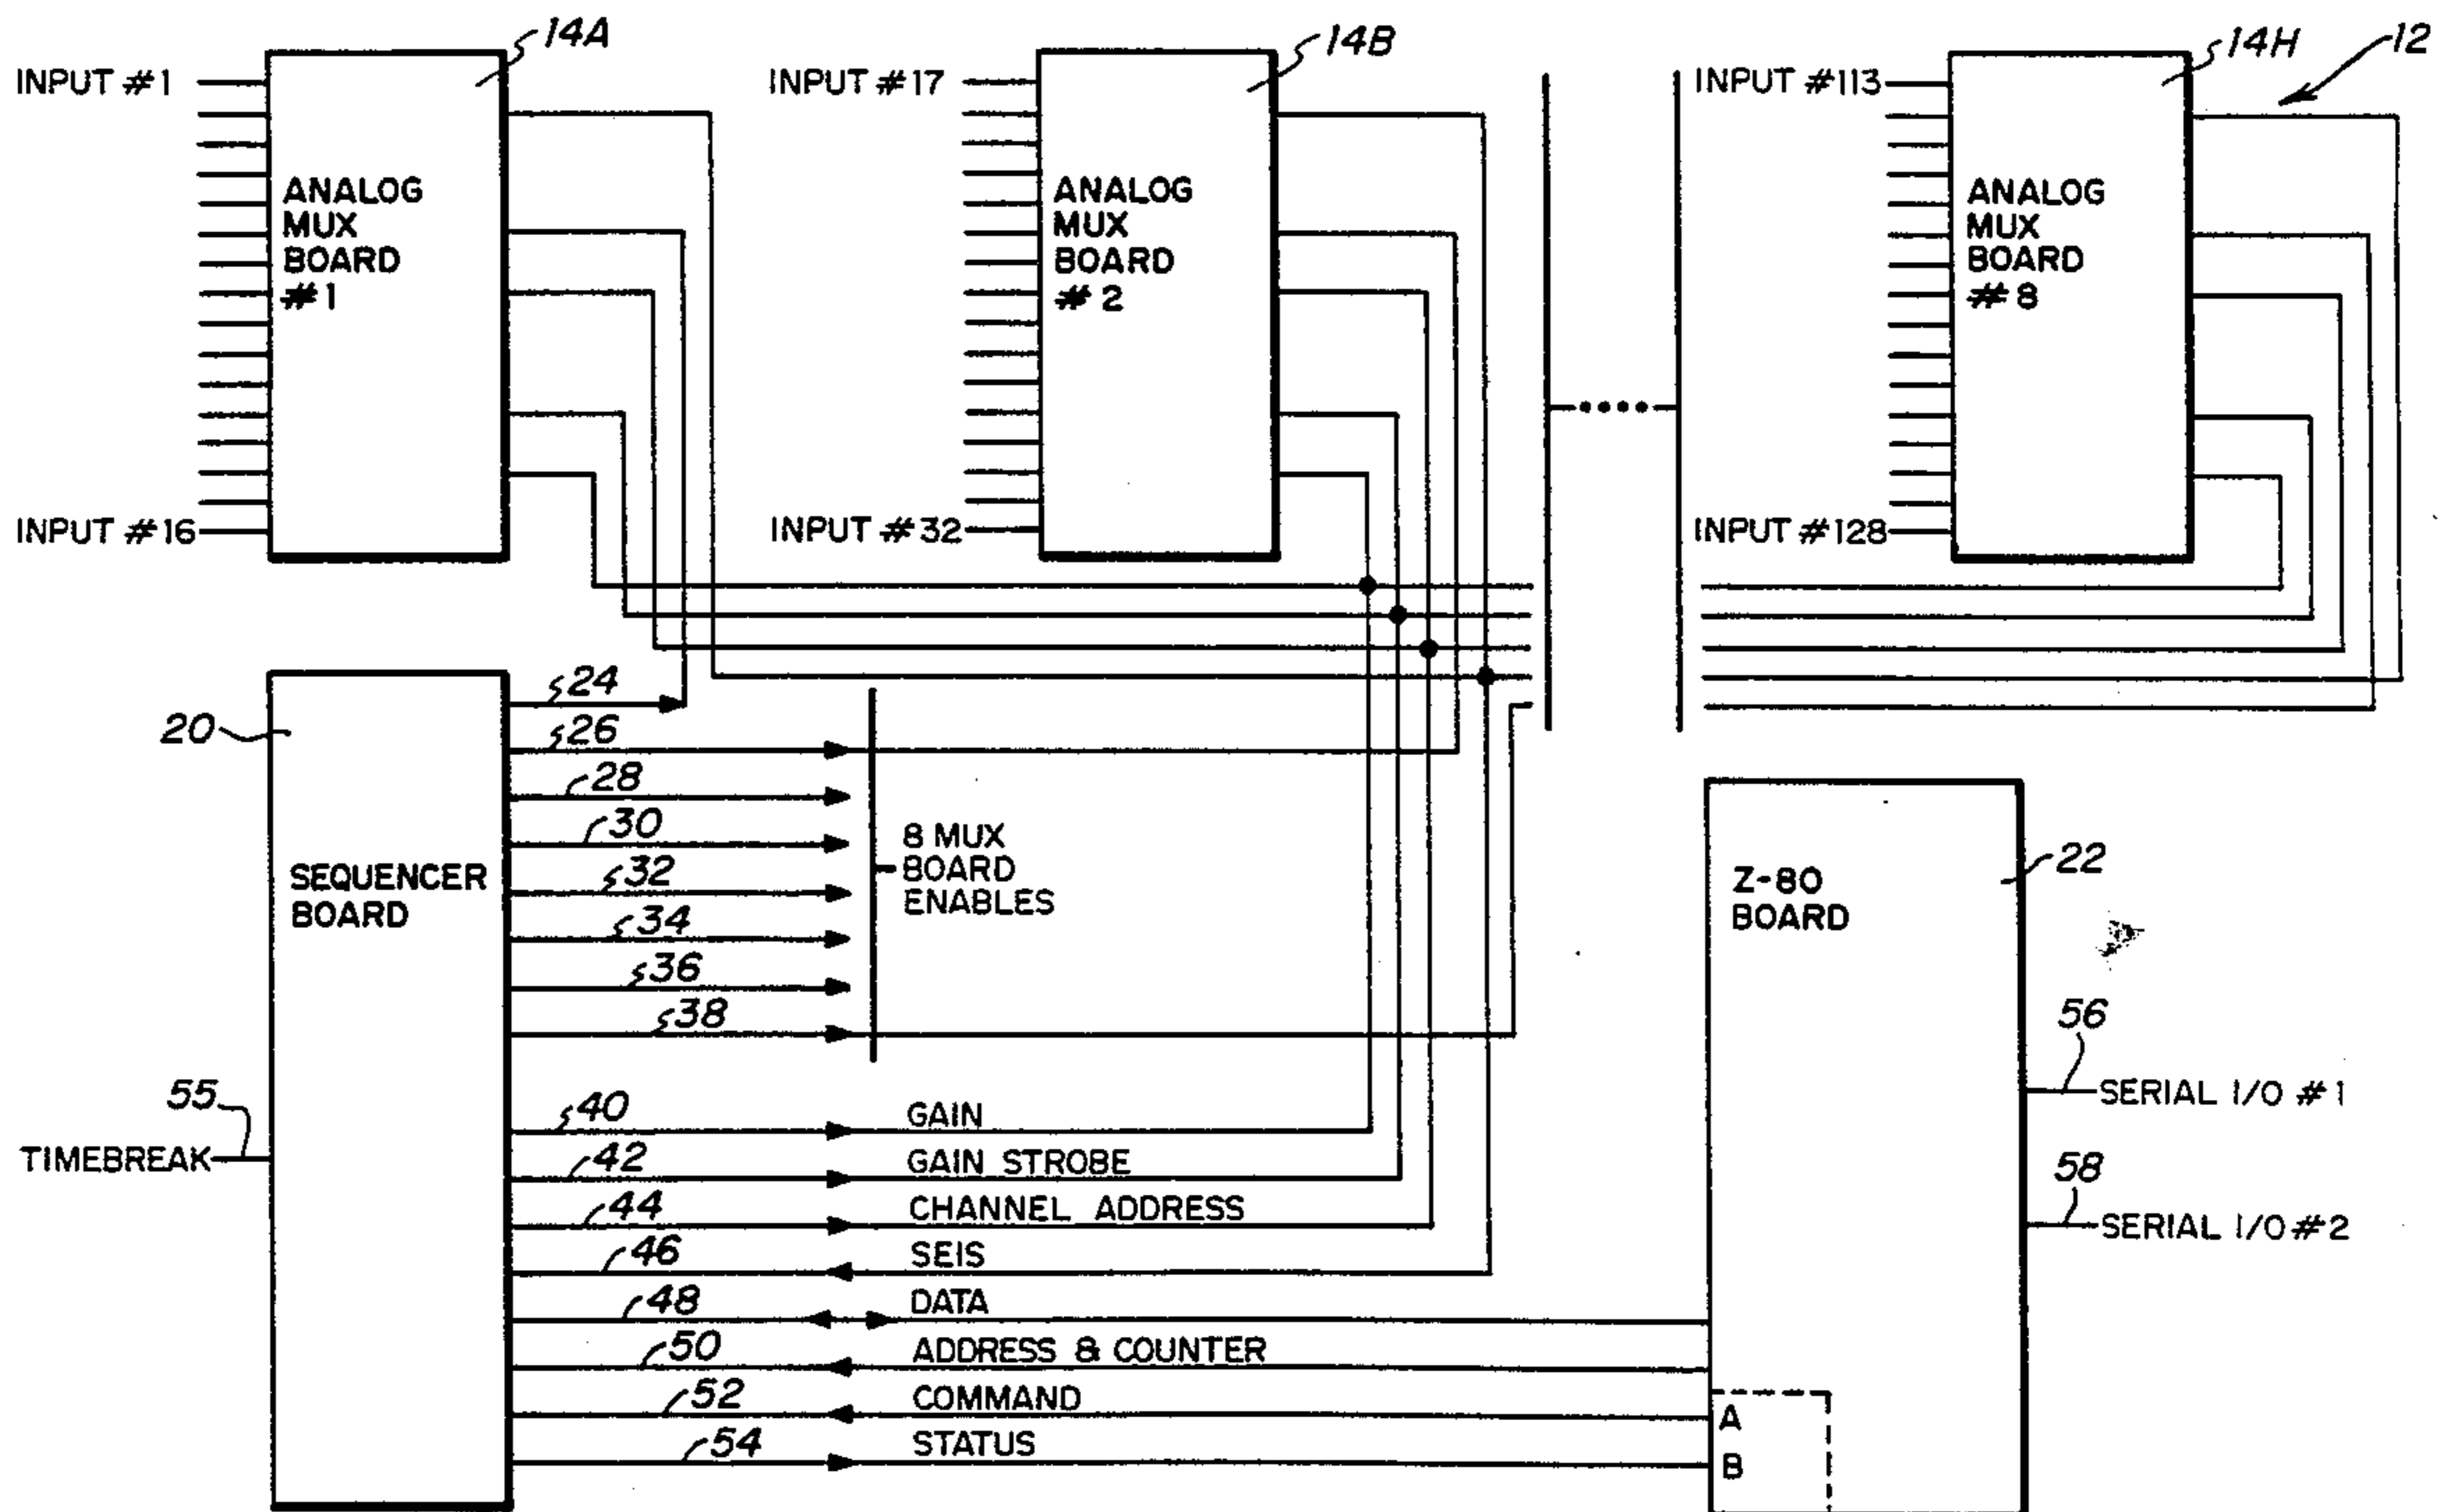 14A
14B
14H
12
INPUT #1
INPUT #17
INPUT #113
ANALOG
MUX
BOARD
#1
ANALOG
MUX
BOARD
#2
ANALOG
MUX
BOARD
#8
INPUT #16
INPUT #32
INPUT #128
20
24
26
28
30
32
34
36
38
SEQUENCER
BOARD
8 MUX
BOARD
ENABLES
Z-80
BOARD
22
56
SERIAL I/O #1
58
SERIAL I/O #2
55
TIMEBREAK
40 GAIN
42 GAIN STROBE
44 CHANNEL ADDRESS
46 SEIS
48 DATA
50 ADDRESS & COUNTER
52 COMMAND
A
54 STATUS
B